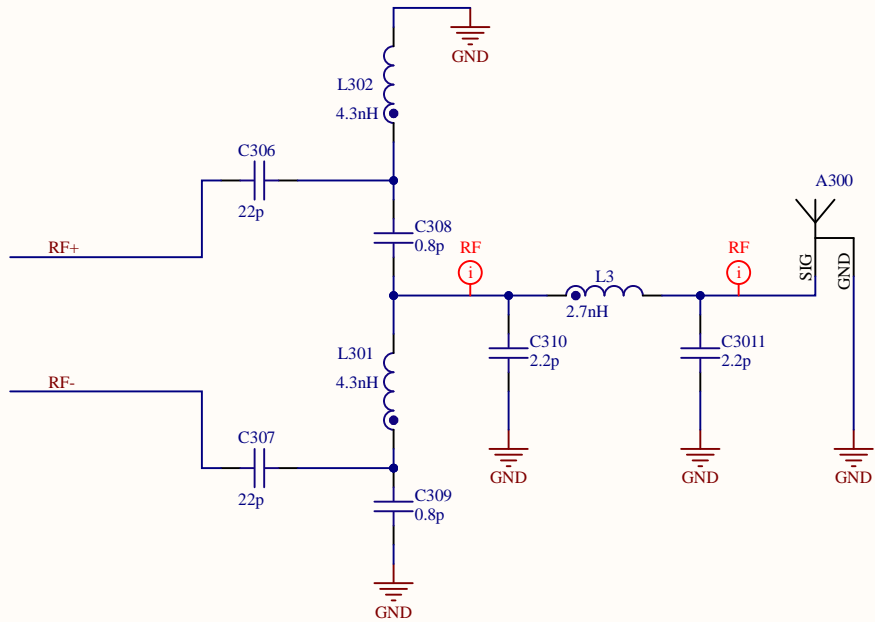 GND
L302
4.3nH
C306
22p
A300
C308
0.8p
RF+
RF
i
RF
i
SIG
GND
L3
2.7nH
L301
4.3nH
C310
2.2p
C3011
2.2p
RF-
C307
22p
GND
GND
GND
C309
0.8p
GND